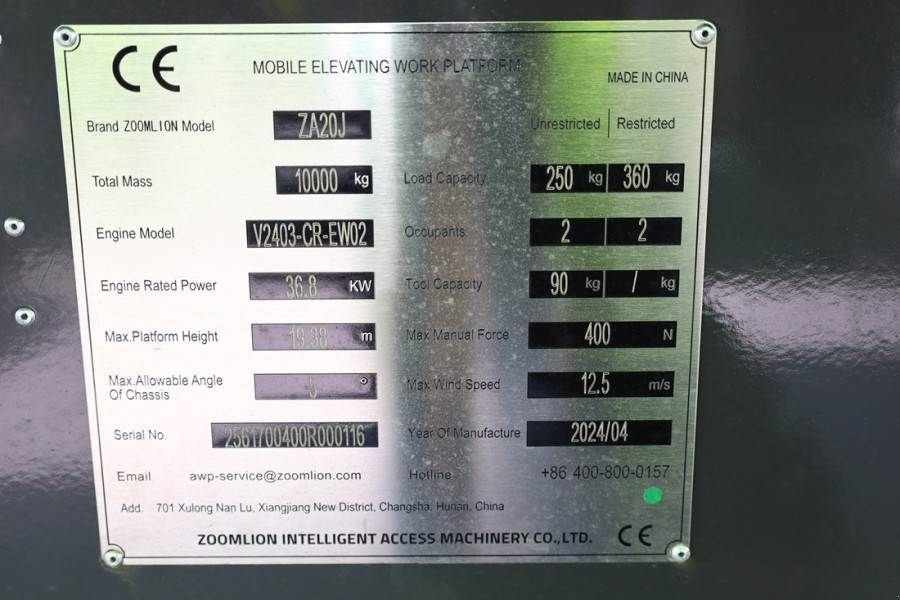 CE MOBILE ELEVATING WORK PLATFORM MADE IN CHINA
Brand ZOOMLION Model ZA20J Unrestricted Restricted
Total Mass 10000 kg Load Capacity 250 kg 360 kg
Engine Model V2403-CR-EW02 Occupants 2 2
Engine Rated Power 36.8 KW Tool Capacity 90 kg / kg
Max.Platform Height m Max Manual Force 400 N
Max.Allowable Angle
Of Chassis 5 ° Max Wind Speed 12.5 m/s
Serial No. Year Of Manufacture 2024/04
Email awp-service@zoomlion.com Hotline +86 400-800-0157
Add. 701 Xulong Nan Lu, Xiangjiang New District, Changsha, Hunan, China
ZOOMLION INTELLIGENT ACCESS MACHINERY CO.,LTD. CE